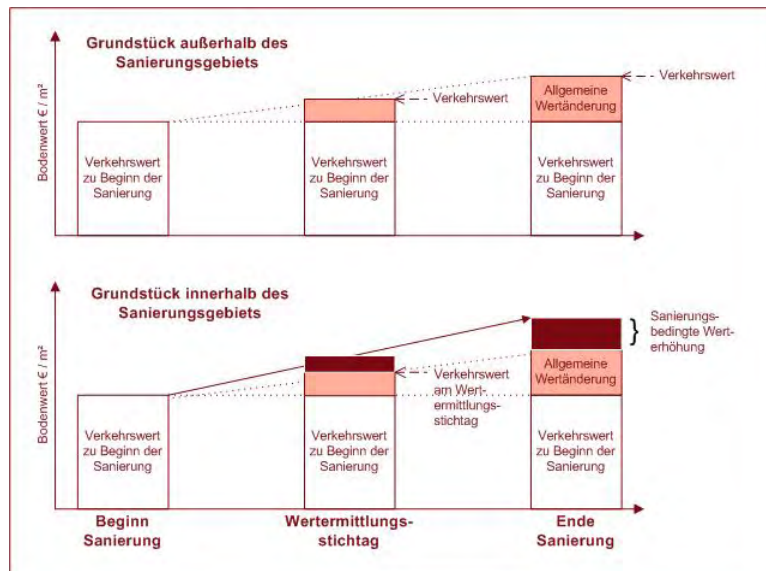 Grundstück außerhalb des
Sanierungsgebiets
Bodenwert € / m²
Verkehrswert
zu Beginn der
Sanierung
Verkehrswert
Verkehrswert
zu Beginn der
Sanierung
Allgemeine
Wertänderung
Verkehrswert
Verkehrswert
zu Beginn der
Sanierung
Grundstück innerhalb des
Sanierungsgebiets
Bodenwert € / m²
Verkehrswert
zu Beginn der
Sanierung
Verkehrswert
am Wert-
ermittlungs-
stichtag
Verkehrswert
zu Beginn der
Sanierung
Sanierungs-
bedingte Wert-
erhöhung
Allgemeine
Wertänderung
Verkehrswert
zu Beginn der
Sanierung
Beginn
Sanierung
Wertermittlungs-
stichtag
Ende
Sanierung